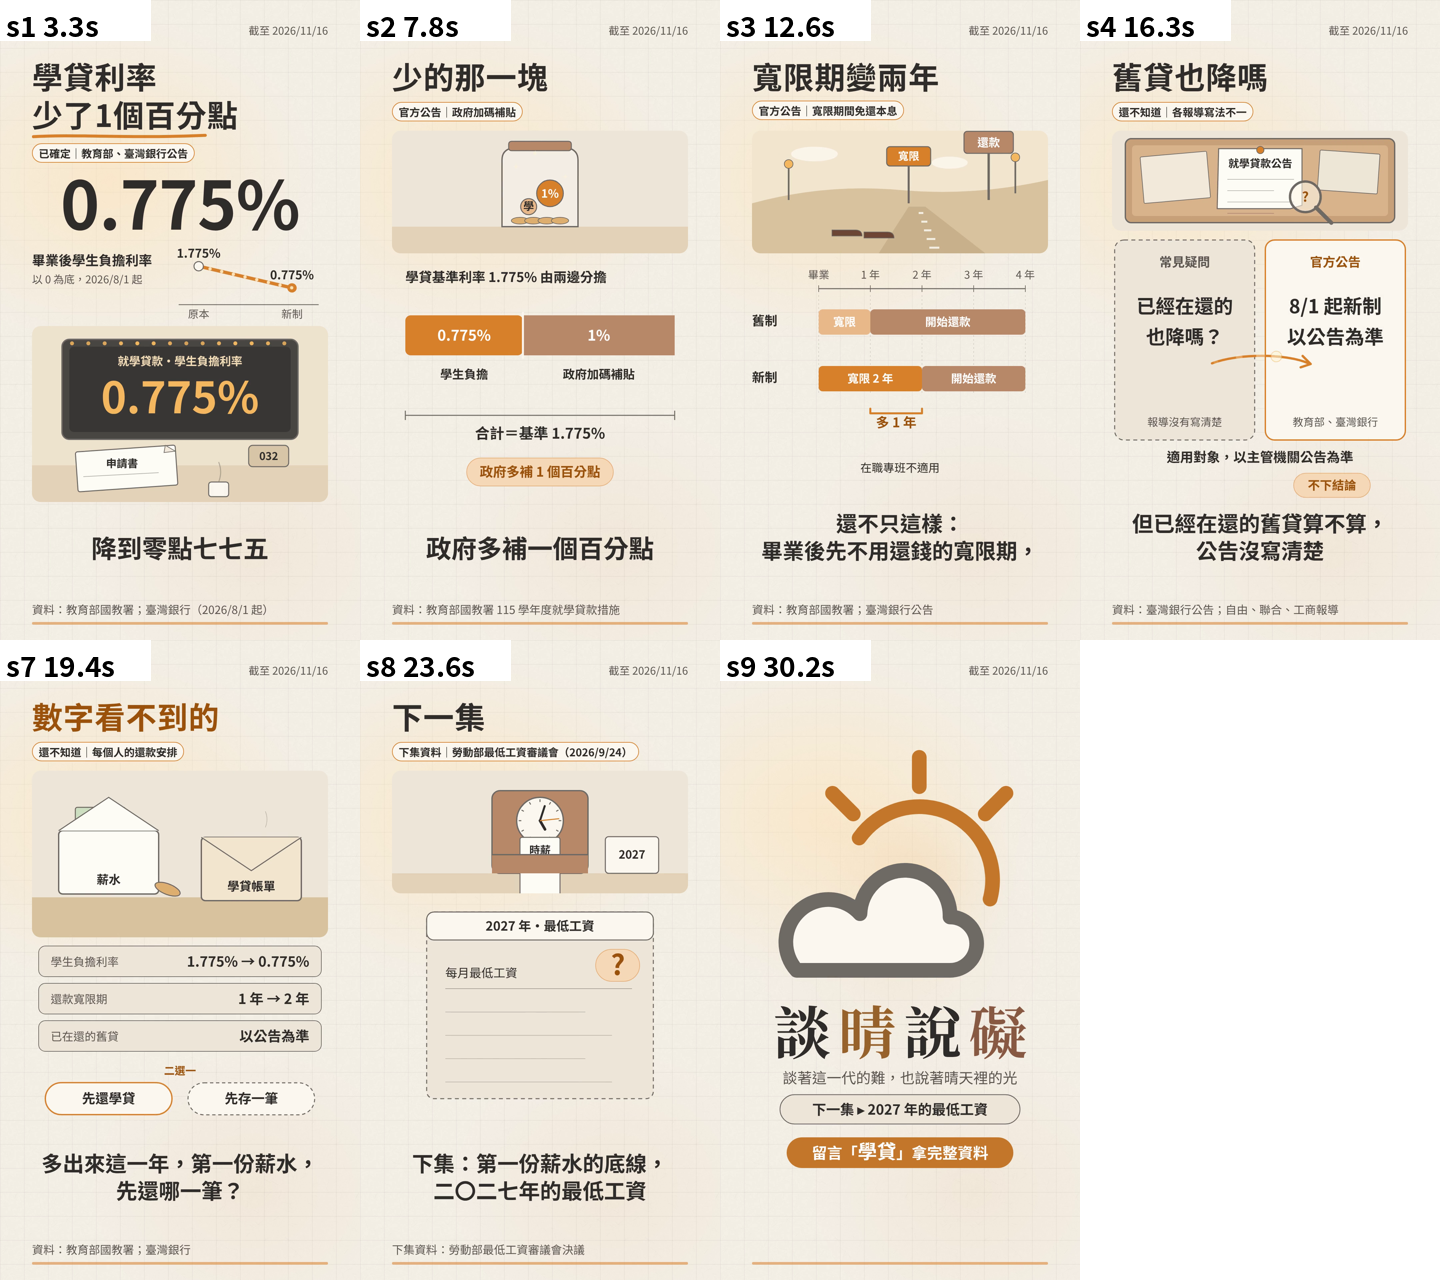 s1 3.3s
截至 2026/11/16
學貸利率
少了1個百分點
已確定｜教育部、臺灣銀行公告
0.775%
畢業後學生負擔利率
以 0 為底，2026/8/1 起
1.775%
0.775%
原本
新制
就學貸款・學生負擔利率
0.775%
申請書
032
降到零點七七五
資料：教育部國教署；臺灣銀行（2026/8/1 起）
s2 7.8s
截至 2026/11/16
少的那一塊
官方公告｜政府加碼補貼
1%
學
學貸基準利率 1.775% 由兩邊分擔
0.775%
1%
學生負擔
政府加碼補貼
合計＝基準 1.775%
政府多補 1 個百分點
政府多補一個百分點
資料：教育部國教署 115 學年度就學貸款措施
s3 12.6s
截至 2026/11/16
寬限期變兩年
官方公告｜寬限期間免還本息
寬限
還款
畢業
1 年
2 年
3 年
4 年
舊制
寬限
開始還款
新制
寬限 2 年
開始還款
多 1 年
在職專班不適用
還不只這樣：
畢業後先不用還錢的寬限期，
資料：教育部國教署；臺灣銀行公告
s4 16.3s
截至 2026/11/16
舊貸也降嗎
還不知道｜各報導寫法不一
就學貸款公告
?
常見疑問
已經在還的
也降嗎？
報導沒有寫清楚
官方公告
8/1 起新制
以公告為準
教育部、臺灣銀行
適用對象，以主管機關公告為準
不下結論
但已經在還的舊貸算不算，
公告沒寫清楚
資料：臺灣銀行公告；自由、聯合、工商報導
s7 19.4s
截至 2026/11/16
數字看不到的
還不知道｜每個人的還款安排
薪水
學貸帳單
學生負擔利率
1.775% → 0.775%
還款寬限期
1 年 → 2 年
已在還的舊貸
以公告為準
二選一
先還學貸
先存一筆
多出來這一年，第一份薪水，
先還哪一筆？
資料：教育部國教署；臺灣銀行
s8 23.6s
截至 2026/11/16
下一集
下集資料｜勞動部最低工資審議會（2026/9/24）
時薪
2027
2027 年・最低工資
每月最低工資
?
下集：第一份薪水的底線，
二〇二七年的最低工資
下集資料：勞動部最低工資審議會決議
s9 30.2s
截至 2026/11/16
談晴說礙
談著這一代的難，也說著晴天裡的光
下一集 ▸ 2027 年的最低工資
留言「學貸」拿完整資料